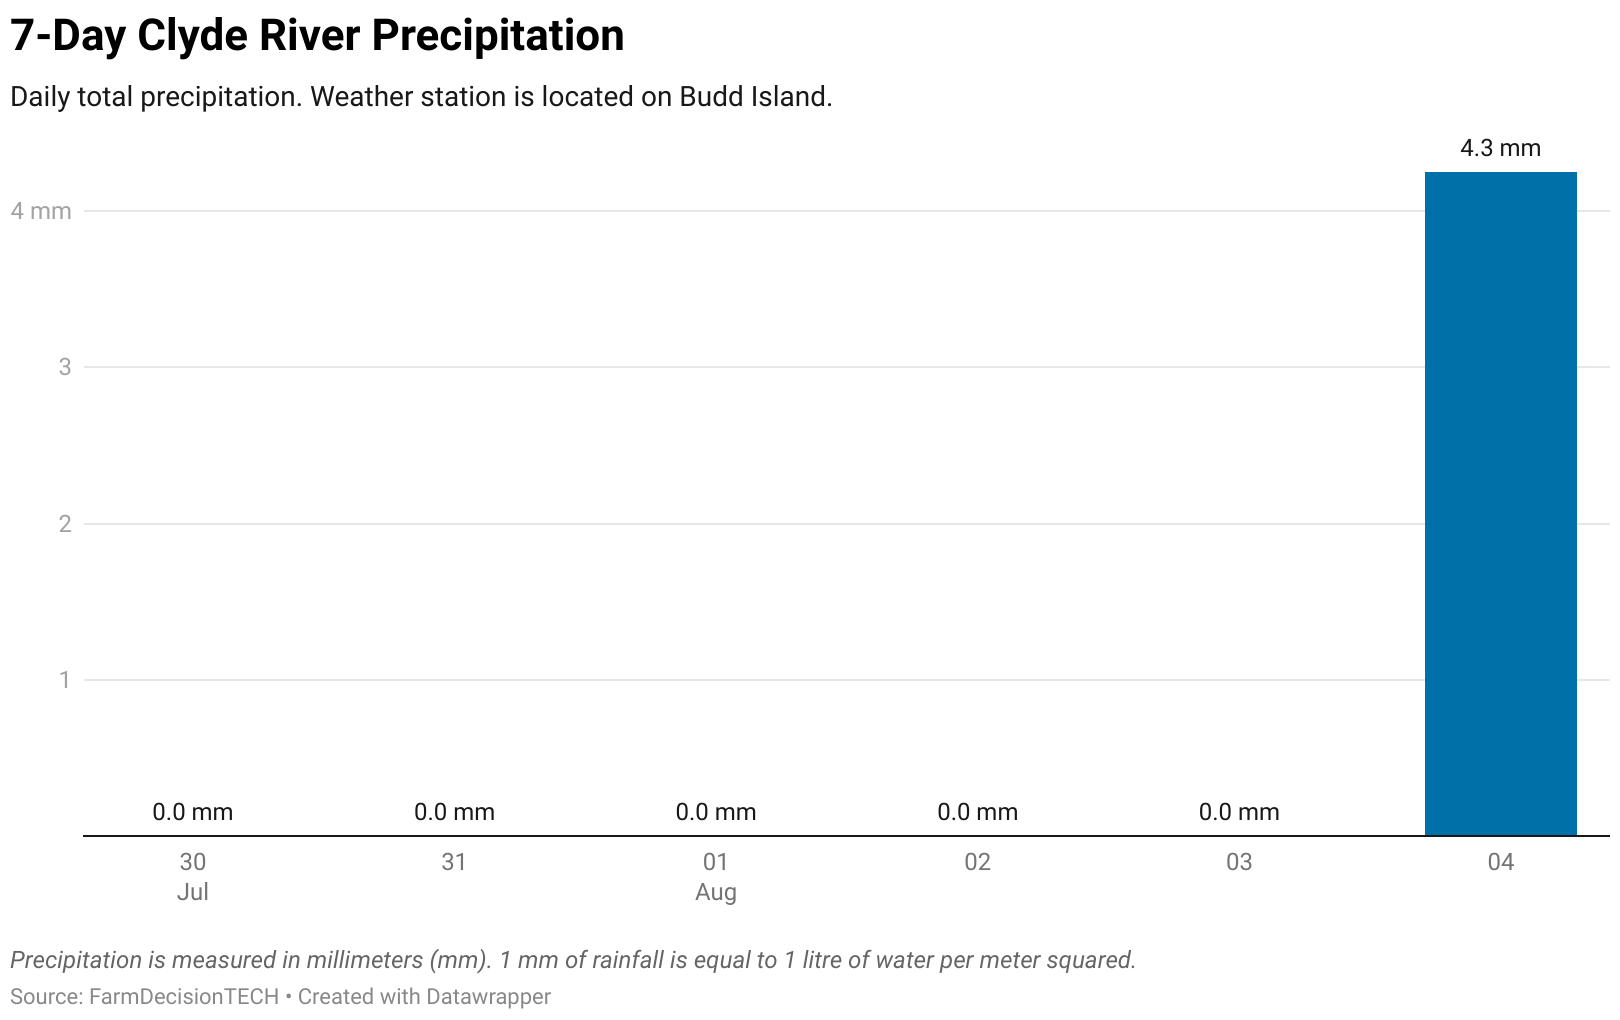 7-Day Clyde River Precipitation
Daily total precipitation. Weather station is located on Budd Island.
4.3 mm
4 mm
3
2
1
0.0 mm 0.0 mm 0.0 mm 0.0 mm 0.0 mm
30 31 01 02 03 04
Jul Aug
Precipitation is measured in millimeters (mm). 1 mm of rainfall is equal to 1 litre of water per meter squared.
Source: FarmDecisionTECH • Created with Datawrapper